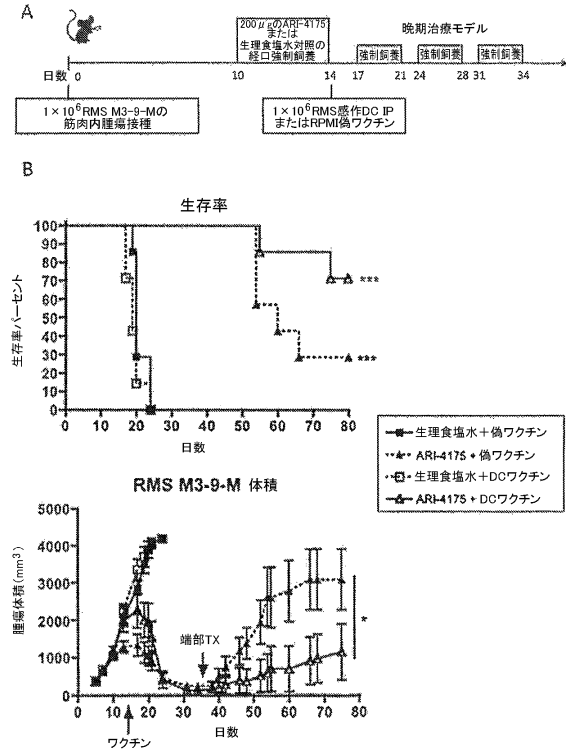 A
200μgのARI-4175
または
生理食塩水対照の
経口強制飼養
晩期治療モデル
強制飼養 強制飼養 強制飼養
日数 0 10 14 17 21 24 28 31 34
1×10⁶RMS M3-9-Mの
筋肉内腫瘍接種
1×10⁶RMS感作DC IP
またはRPMI偽ワクチン
B
生存率
生存率パーセント
100
90
80
70
60
50
40
30
20
10
0
0 10 20 30 40 50 60 70 80
日数
***
***
生理食塩水+偽ワクチン
ARI-4175+偽ワクチン
生理食塩水+DCワクチン
ARI-4175+DCワクチン
RMS M3-9-M 体積
腫瘍体積(mm³)
5000
4000
3000
2000
1000
0
端部TX
*
0 10 20 30 40 50 60 70 80
日数
ワクチン